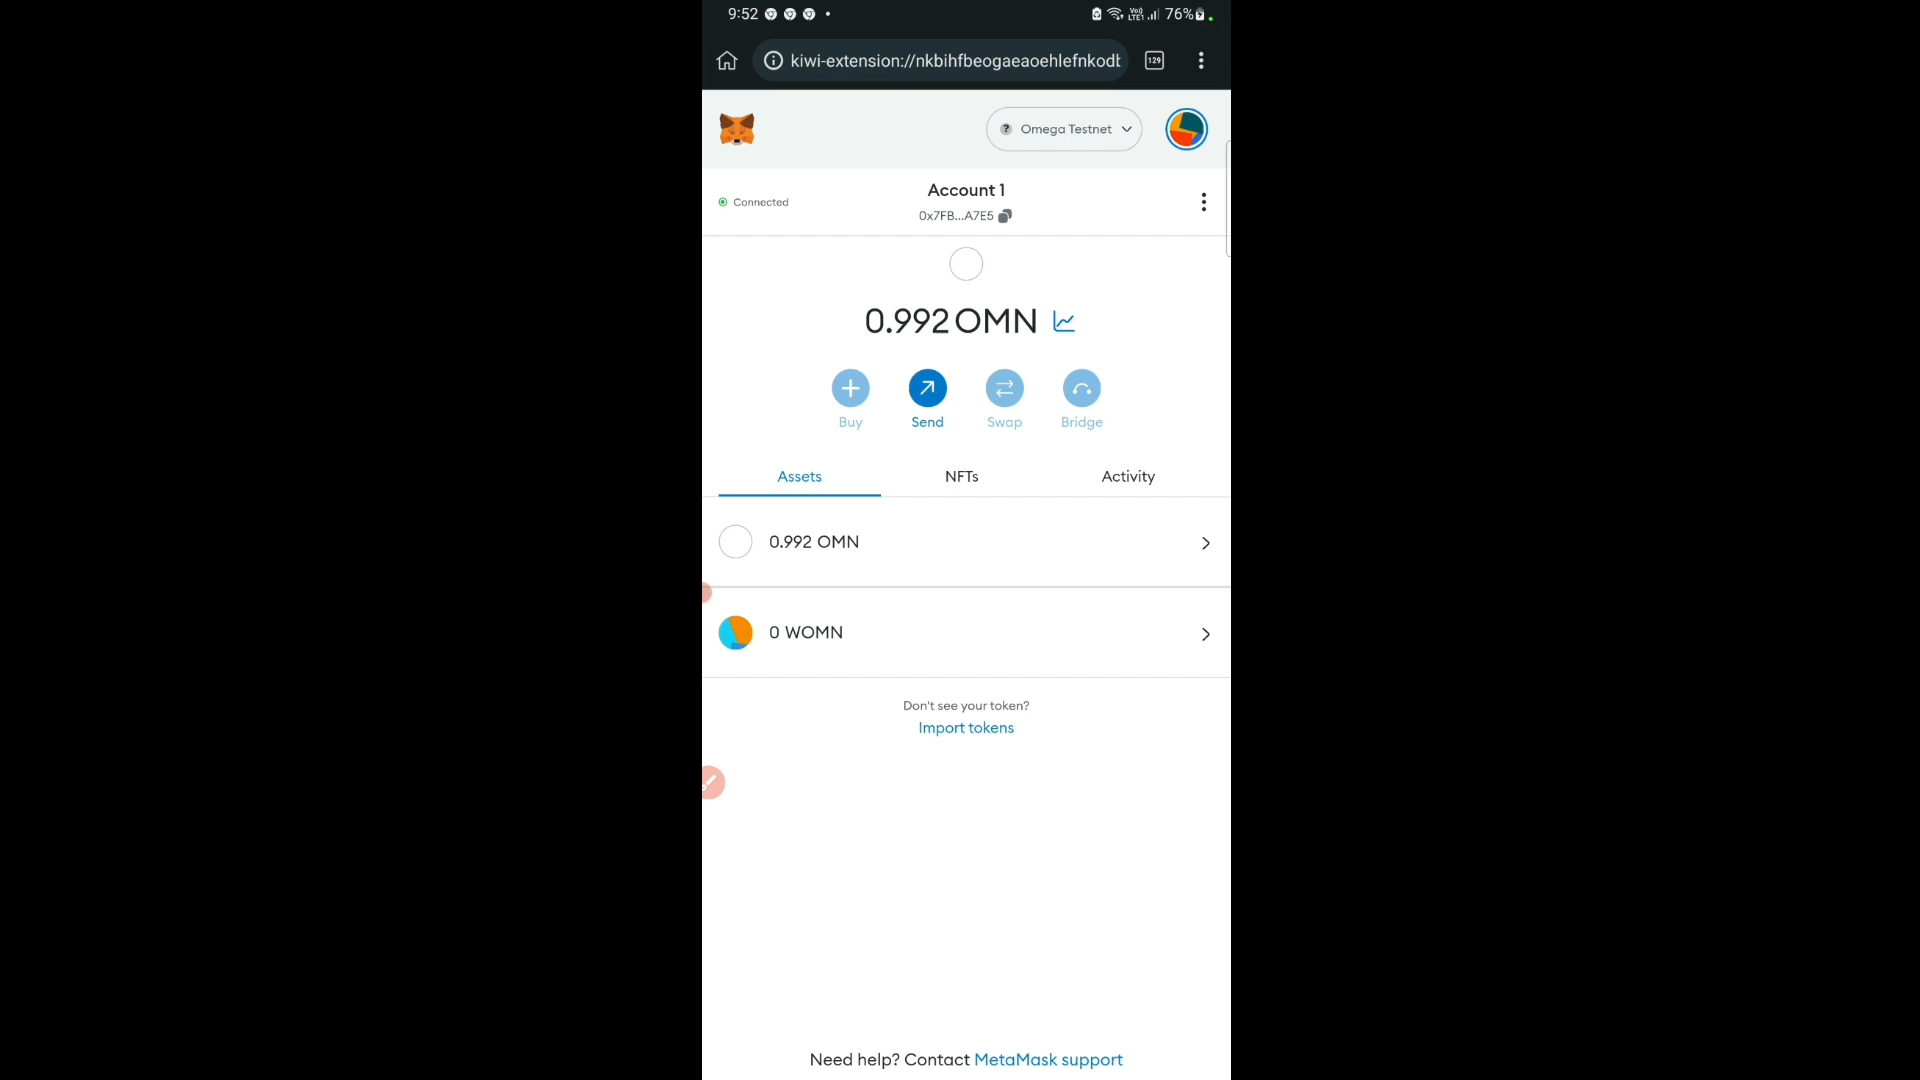 9:52
76%
kiwi-extension://nkbihfbeogaeaoehlefnkodb
129
Omega Testnet
Connected
Account 1
0x7FB...A7E5
0.992 OMN
Buy
Send
Swap
Bridge
Assets
NFTs
Activity
0.992 OMN
0 WOMN
Don't see your token?
Import tokens
Need help? Contact MetaMask support